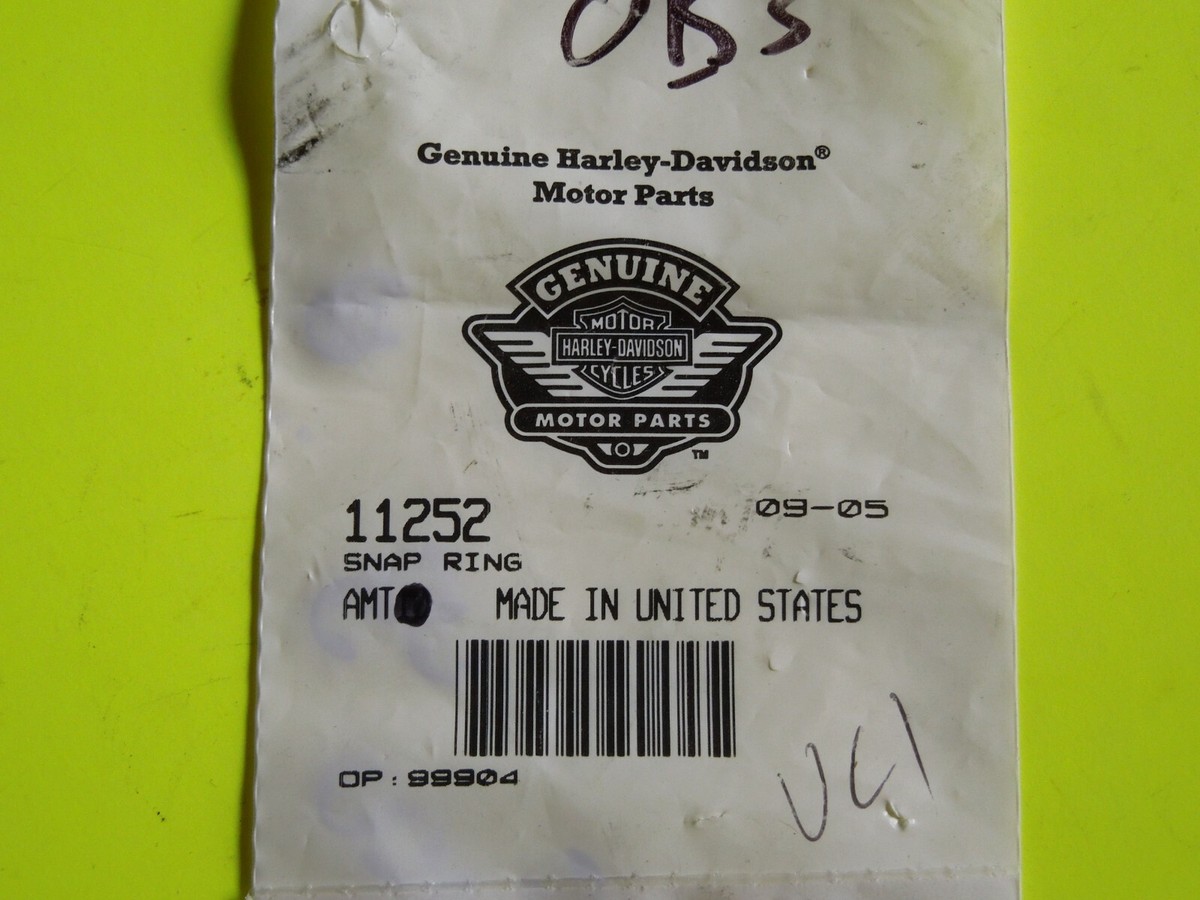 OBS
Genuine Harley-Davidson®
Motor Parts
GENUINE
MOTOR
HARLEY-DAVIDSON
CYCLES
MOTOR PARTS
TM
11252
09-05
SNAP RING
AMT
MADE IN UNITED STATES
OP: 99904
VC1